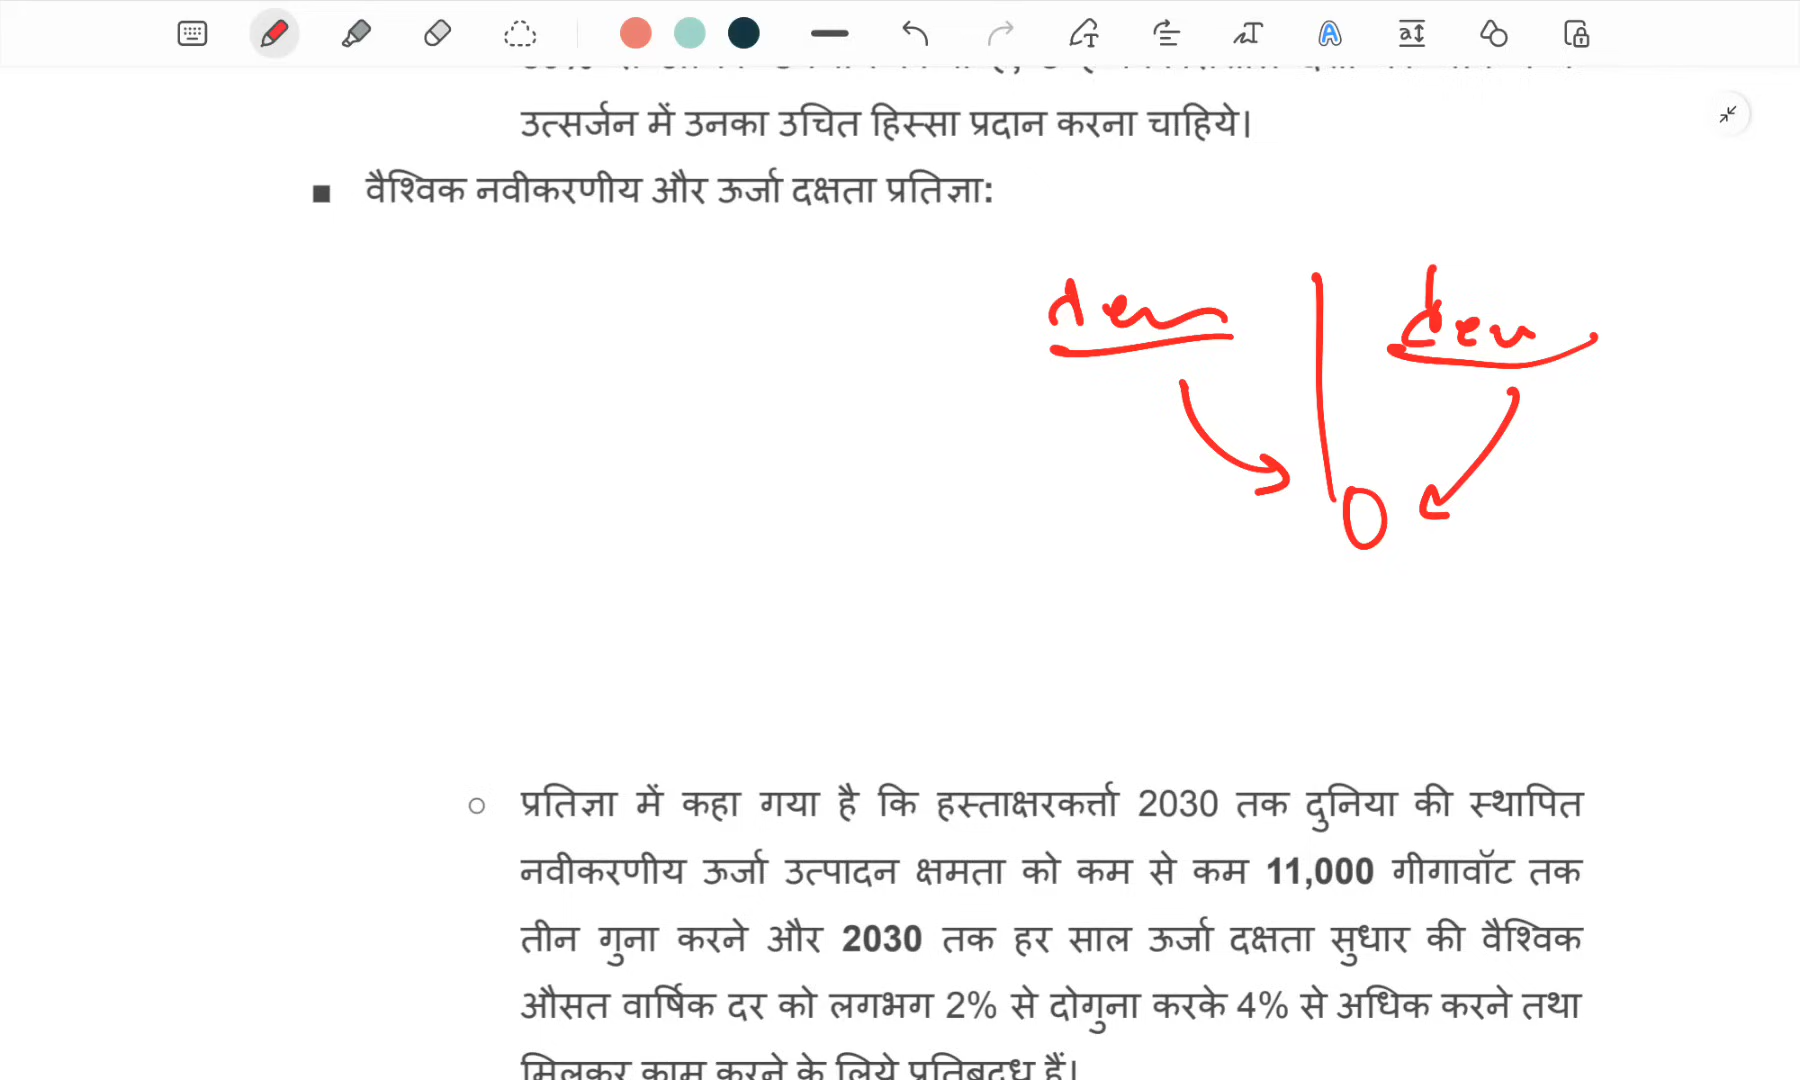 उत्सर्जन में उनका उचित हिस्सा प्रदान करना चाहिये।
■ वैश्विक नवीकरणीय और ऊर्जा दक्षता प्रतिज्ञा:
○ प्रतिज्ञा में कहा गया है कि हस्ताक्षरकर्त्ता 2030 तक दुनिया की स्थापित
नवीकरणीय ऊर्जा उत्पादन क्षमता को कम से कम 11,000 गीगावॉट तक
तीन गुना करने और 2030 तक हर साल ऊर्जा दक्षता सुधार की वैश्विक
औसत वार्षिक दर को लगभग 2% से दोगुना करके 4% से अधिक करने तथा
मिलकर काम करने के लिये प्रतिबद्ध हैं।